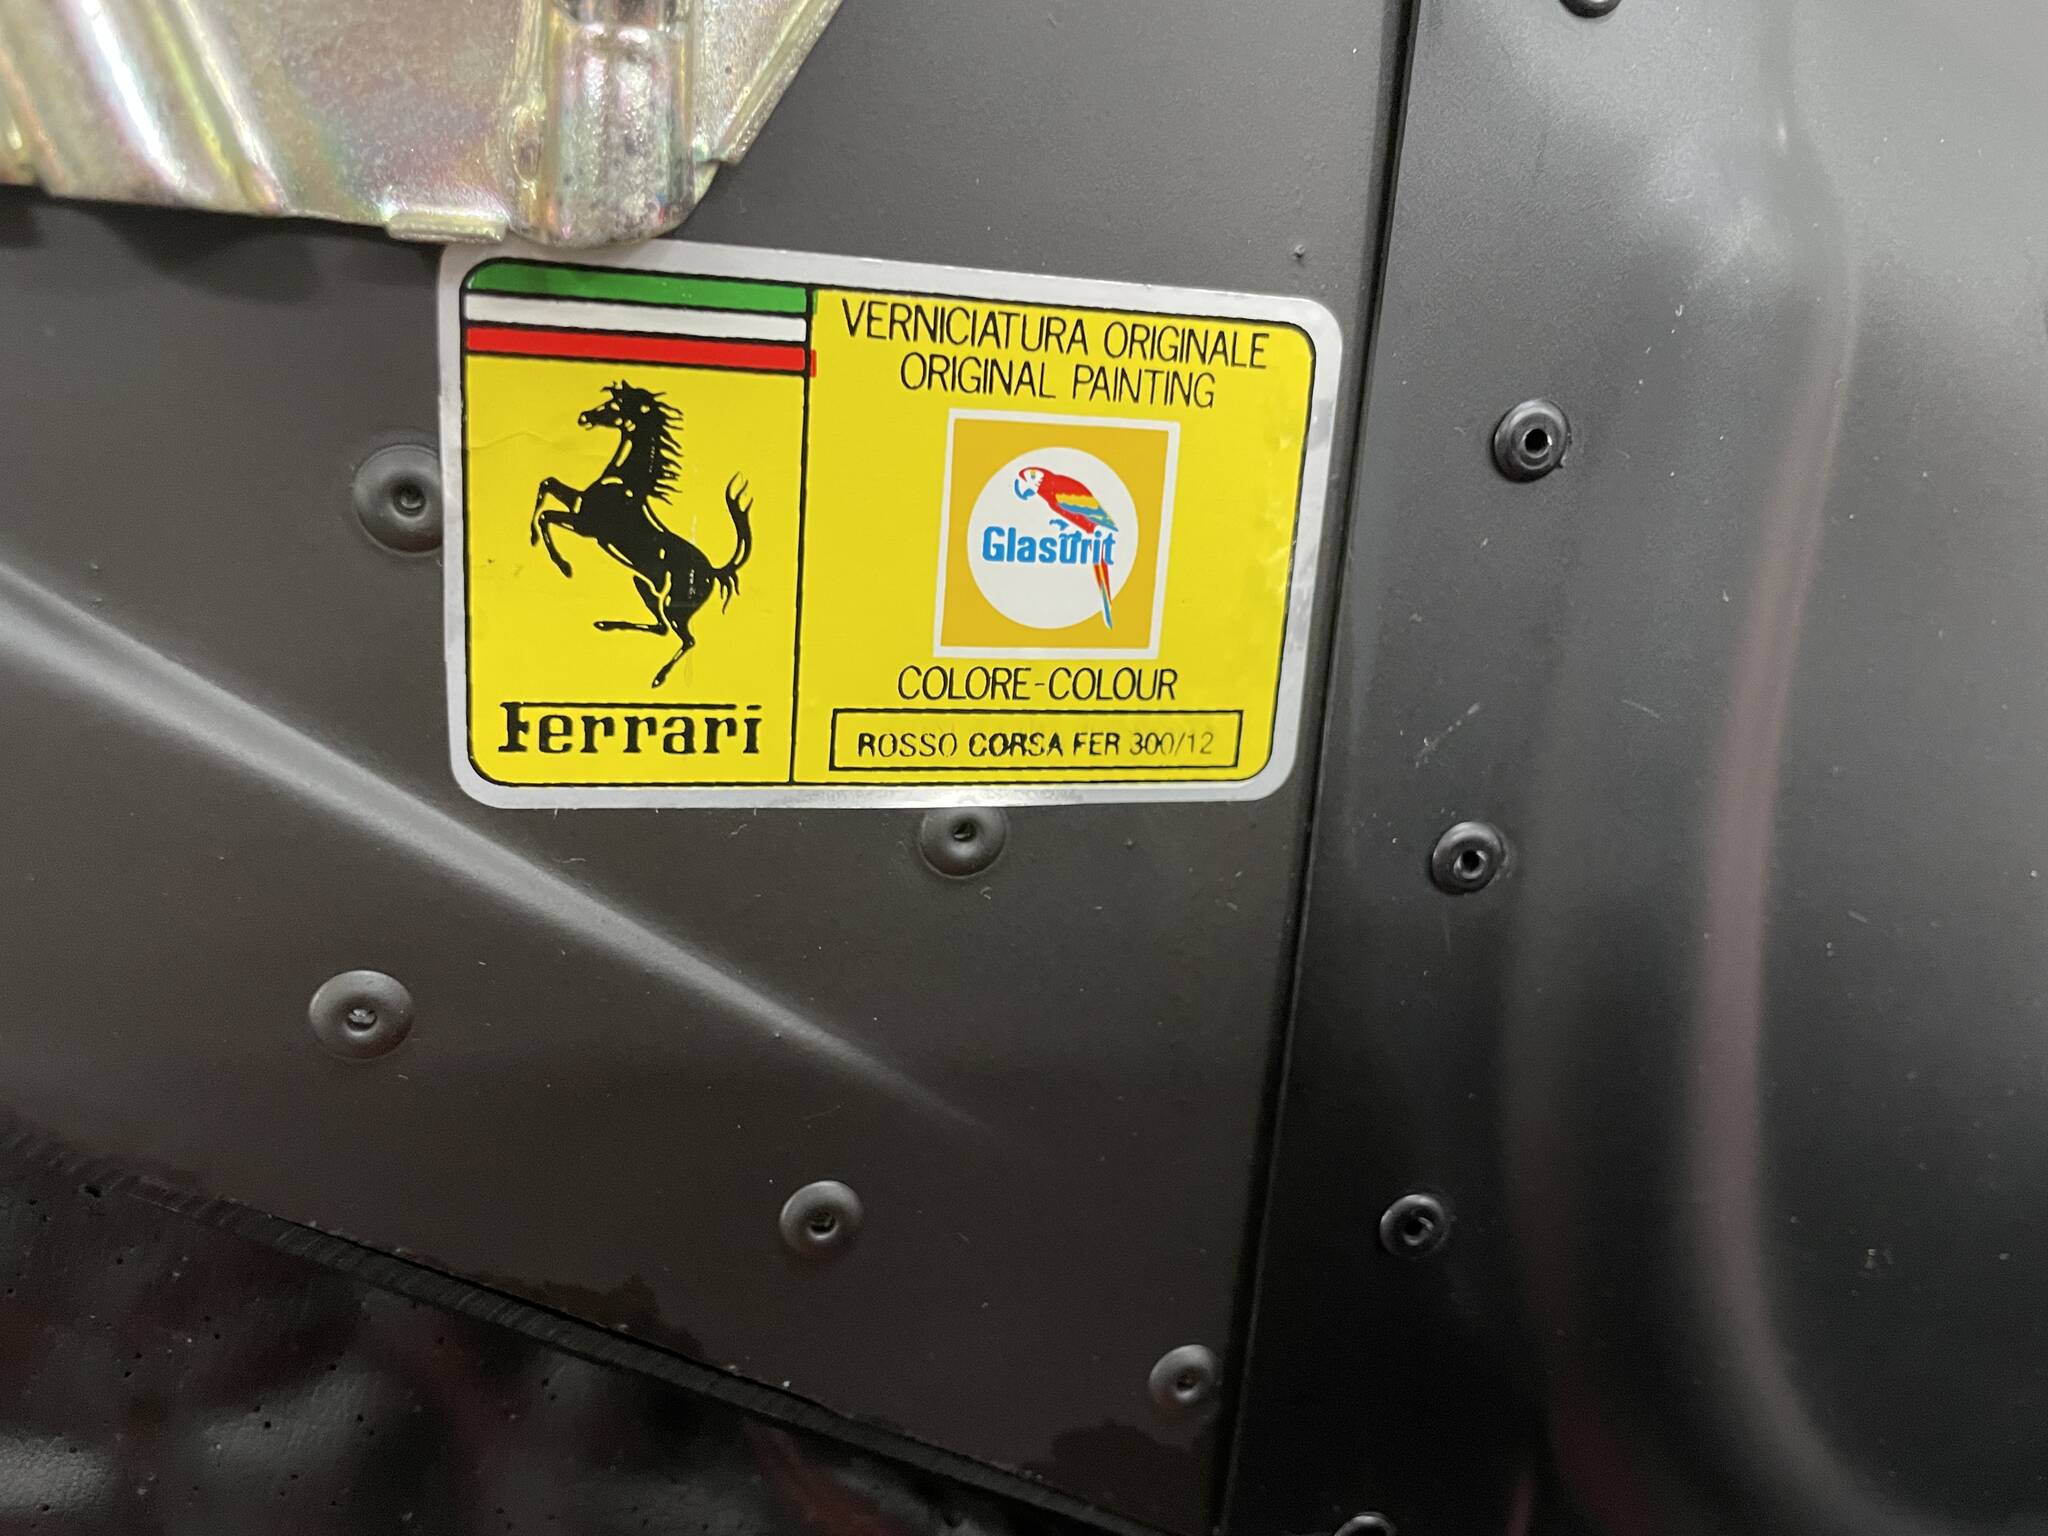 VERNICIATURA ORIGINALE
ORIGINAL PAINTING
Glasurit
COLORE-COLOUR
ROSSO CORSA FER 300/12
Ferrari